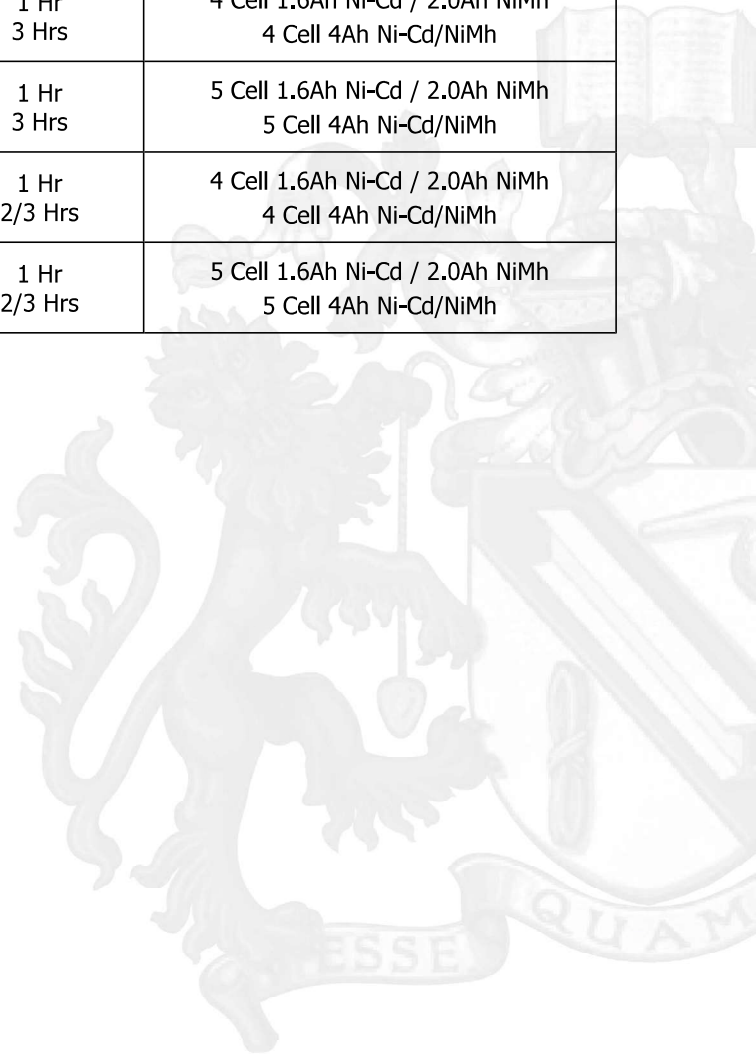 1 Hr
4 Cell 1.6Ah Ni-Cd / 2.0Ah NiMh
3 Hrs
4 Cell 4Ah Ni-Cd/NiMh
1 Hr
5 Cell 1.6Ah Ni-Cd / 2.0Ah NiMh
3 Hrs
5 Cell 4Ah Ni-Cd/NiMh
1 Hr
4 Cell 1.6Ah Ni-Cd / 2.0Ah NiMh
2/3 Hrs
4 Cell 4Ah Ni-Cd/NiMh
1 Hr
5 Cell 1.6Ah Ni-Cd / 2.0Ah NiMh
2/3 Hrs
5 Cell 4Ah Ni-Cd/NiMh
ESSE QUAM